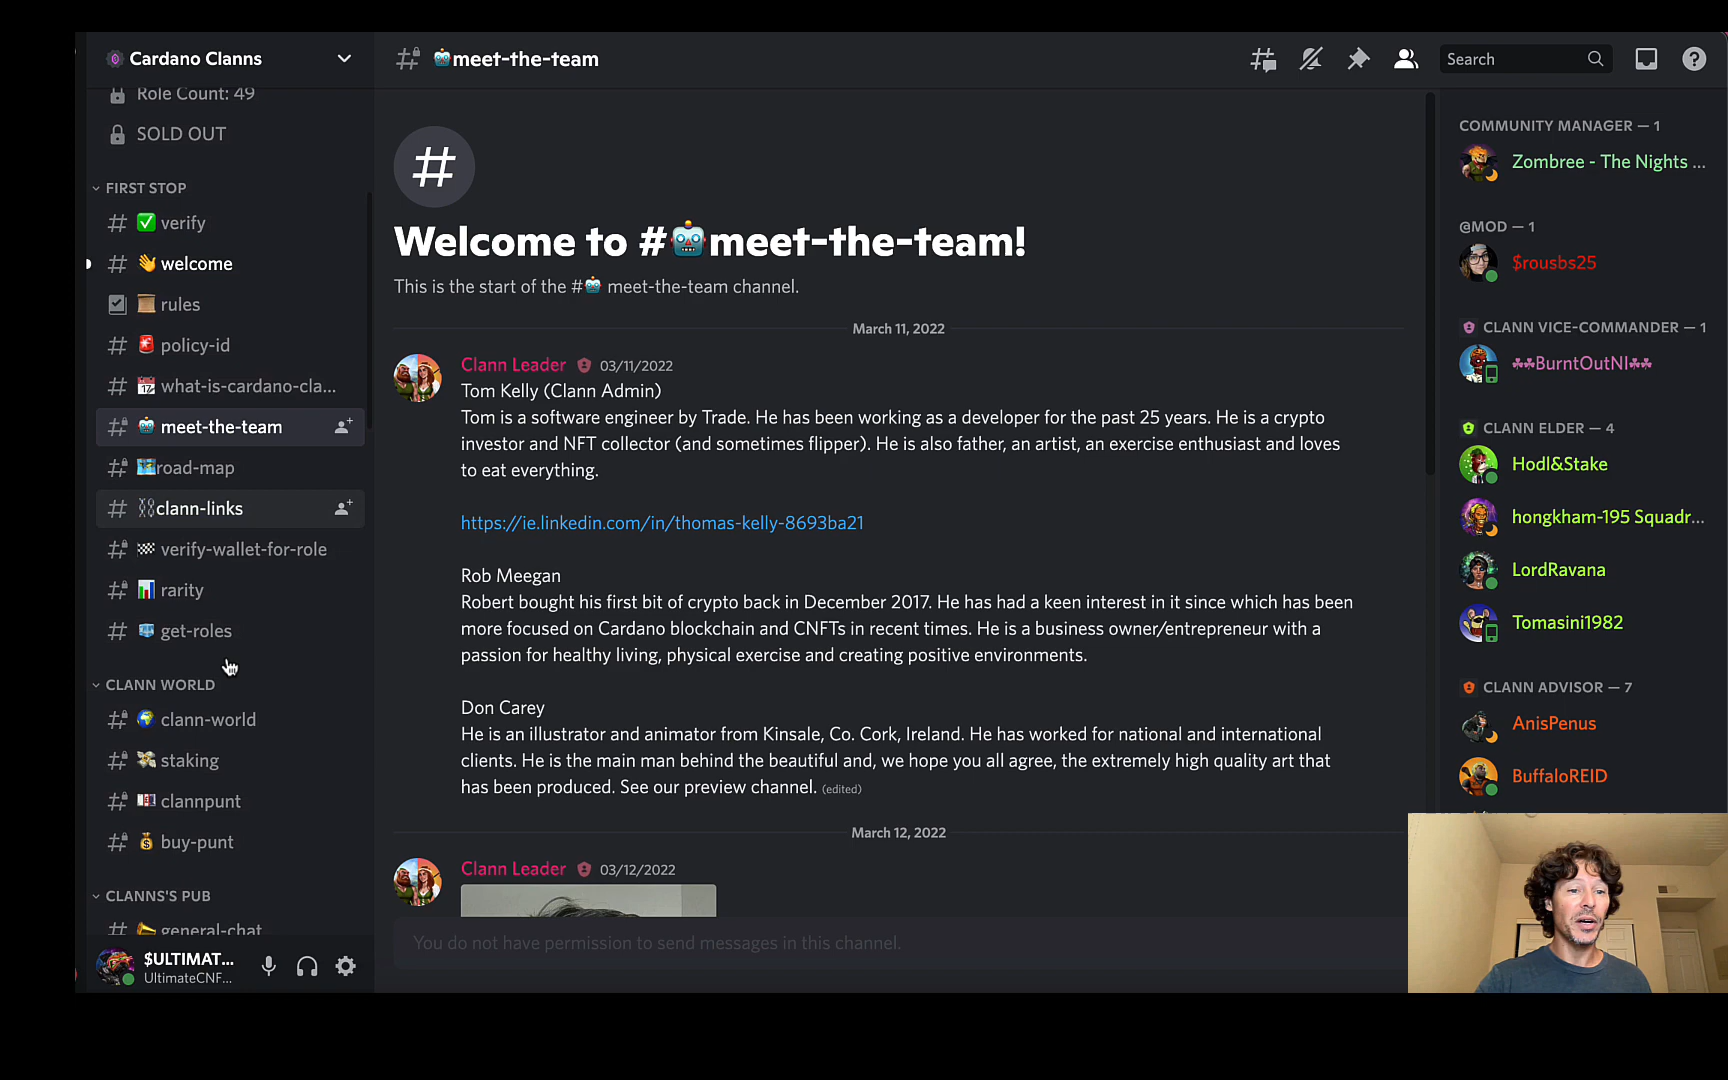 Cardano Clanns
Role Count: 49
SOLD OUT
FIRST STOP
verify
welcome
rules
policy-id
what-is-cardano-cla...
meet-the-team
road-map
clann-links
verify-wallet-for-role
rarity
get-roles
CLANN WORLD
clann-world
staking
clannpunt
buy-punt
CLANNS'S PUB
general-chat
$ULTIMAT...
UltimateCNF...
meet-the-team
Search
Welcome to #meet-the-team!
This is the start of the # meet-the-team channel.
March 11, 2022
Clann Leader 03/11/2022
Tom Kelly (Clann Admin)
Tom is a software engineer by Trade. He has been working as a developer for the past 25 years. He is a crypto
investor and NFT collector (and sometimes flipper). He is also father, an artist, an exercise enthusiast and loves
to eat everything.
https://ie.linkedin.com/in/thomas-kelly-8693ba21
Rob Meegan
Robert bought his first bit of crypto back in December 2017. He has had a keen interest in it since which has been
more focused on Cardano blockchain and CNFTs in recent times. He is a business owner/entrepreneur with a
passion for healthy living, physical exercise and creating positive environments.
Don Carey
He is an illustrator and animator from Kinsale, Co. Cork, Ireland. He has worked for national and international
clients. He is the main man behind the beautiful and, we hope you all agree, the extremely high quality art that
has been produced. See our preview channel. (edited)
March 12, 2022
Clann Leader 03/12/2022
You do not have permission to send messages in this channel.
COMMUNITY MANAGER — 1
Zombree - The Nights ...
@MOD — 1
$rousbs25
CLANN VICE-COMMANDER — 1
☘☘BurntOutNI☘☘
CLANN ELDER — 4
Hodl&Stake
hongkham-195 Squadr...
LordRavana
Tomasini1982
CLANN ADVISOR — 7
AnisPenus
BuffaloREID